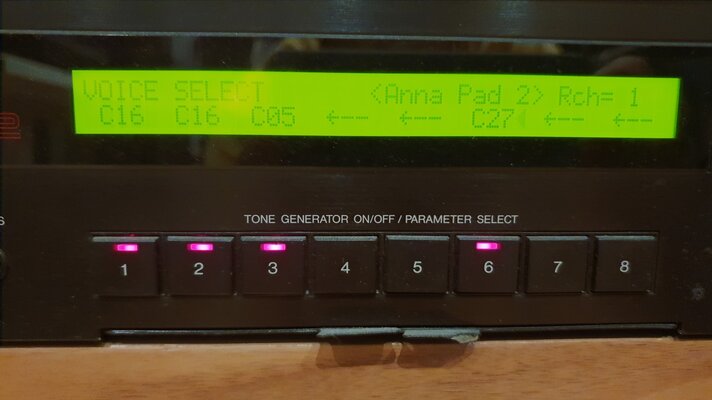 VOICE SELECT <Anna Pad 2> Rch= 1
C16 C16 C05 ←--- ←--- C27 ←--- ←---
TONE GENERATOR ON/OFF / PARAMETER SELECT
1 2 3 4 5 6 7 8